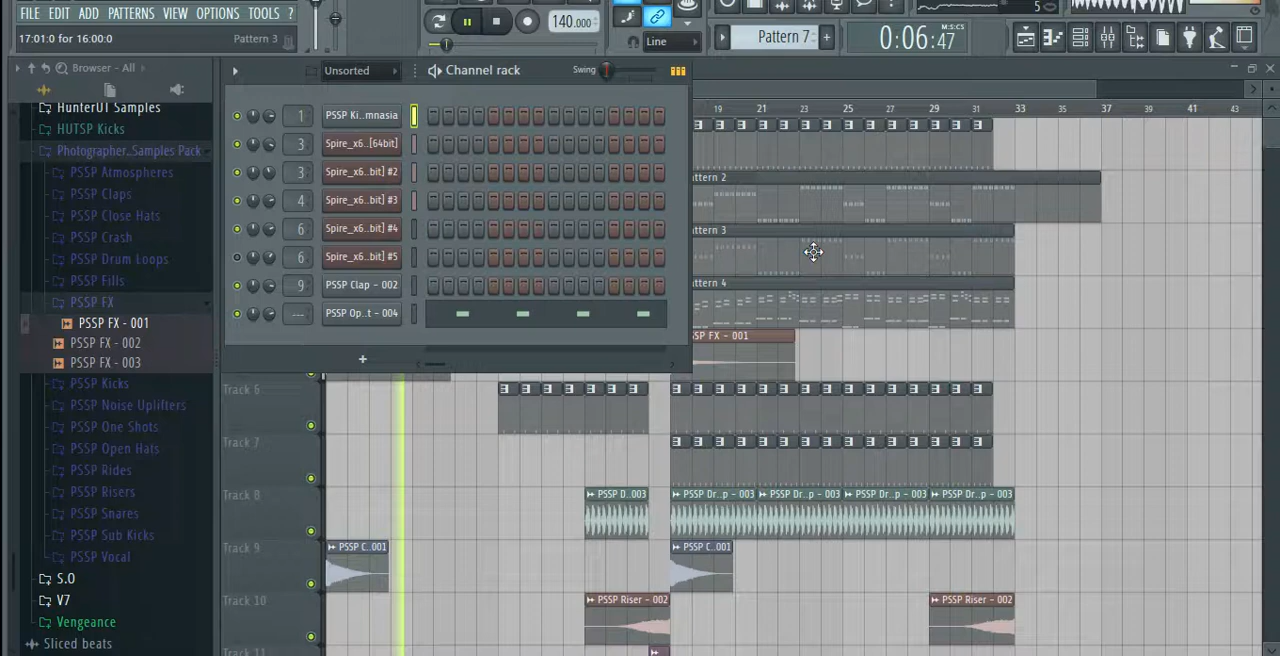 FILE EDIT ADD PATTERNS VIEW OPTIONS TOOLS ?
140.000
5
17:01:0 for 16:00:0
Pattern 3
Line
Pattern 7
+
M:S:CS
0:06:47
Browser - All
Unsorted
Channel rack
Swing
HunterUT Samples
HUTSP Kicks
Photographer..Samples Pack
PSSP Atmospheres
PSSP Claps
PSSP Close Hats
PSSP Crash
PSSP Drum Loops
PSSP Fills
PSSP FX
PSSP FX - 001
PSSP FX - 002
PSSP FX - 003
PSSP Kicks
PSSP Noise Uplifters
PSSP One Shots
PSSP Open Hats
PSSP Rides
PSSP Risers
PSSP Snares
PSSP Sub Kicks
PSSP Vocal
S.O
V7
Vengeance
Sliced beats
1 PSSP Ki..mnasia
3 Spire_x6..[64bit]
3 Spire_x6..bit] #2
4 Spire_x6..bit] #3
6 Spire_x6..bit] #4
6 Spire_x6..bit] #5
9 PSSP Clap - 002
--- PSSP Op..t - 004
+
19 21 23 25 27 29 31 33 35 37 39 41 43
attern 2
attern 3
attern 4
SP FX - 001
Track 6
Track 7
Track 8
PSSP D..003
PSSP Dr..p - 003
PSSP Dr..p - 003
PSSP Dr..p - 003
PSSP Dr..p - 003
Track 9
PSSP C..001
PSSP C..001
Track 10
PSSP Riser - 002
PSSP Riser - 002
Track 11